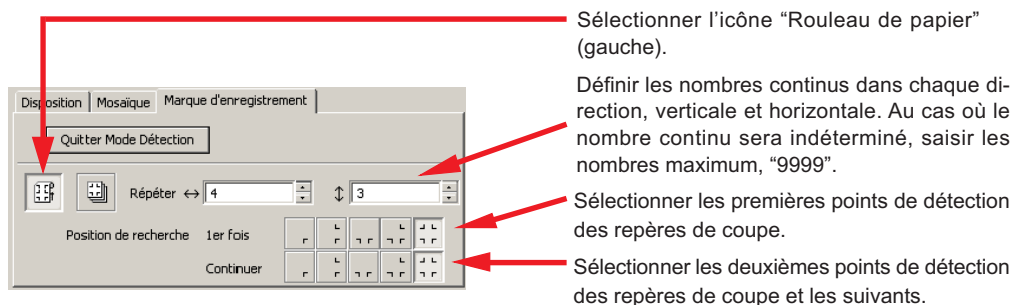 Sélectionner l’icône “Rouleau de papier”
(gauche).
Définir les nombres continus dans chaque di-
rection, verticale et horizontale. Au cas où le
nombre continu sera indéterminé, saisir les
nombres maximum, “9999”.
Sélectionner les premières points de détection
des repères de coupe.
Sélectionner les deuxièmes points de détection
des repères de coupe et les suivants.
Disposition Mosaïque Marque d'enregistrement
Quitter Mode Détection
Répéter ↔ 4 ↕ 3
Position de recherche 1er fois
Continuer